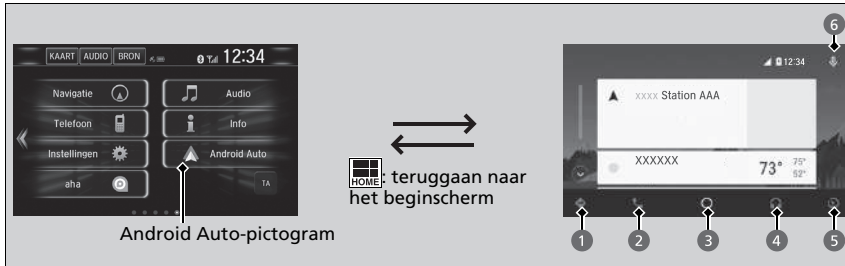 KAART AUDIO BRON 12:34
Navigatie Audio
Telefoon Info
Instellingen Android Auto
aha TA
Android Auto-pictogram
HOME : teruggaan naar
het beginscherm
6
12:34
xxxx Station AAA
XXXXXX 73° 75°
52°
1 2 3 4 5